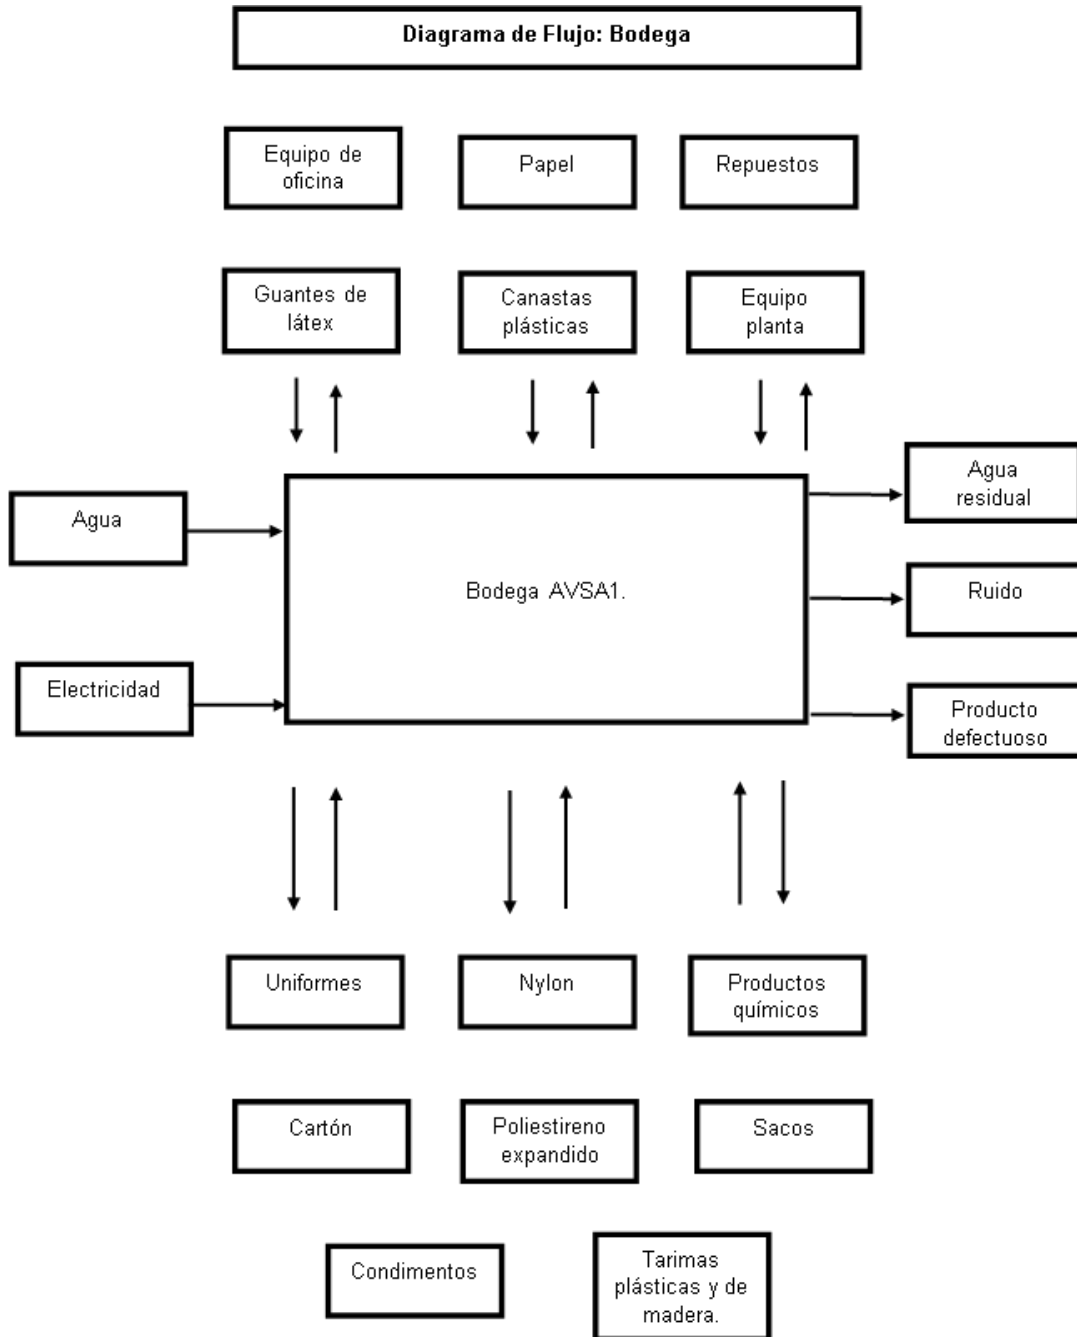 Diagrama de Flujo: Bodega
Equipo de
oficina
Papel
Repuestos
Guantes de
látex
Canastas
plásticas
Equipo
planta
Agua
Electricidad
Bodega AVSA1.
Agua
residual
Ruido
Producto
defectuoso
Uniformes
Nylon
Productos
químicos
Cartón
Poliestireno
expandido
Sacos
Condimentos
Tarimas
plásticas y de
madera.